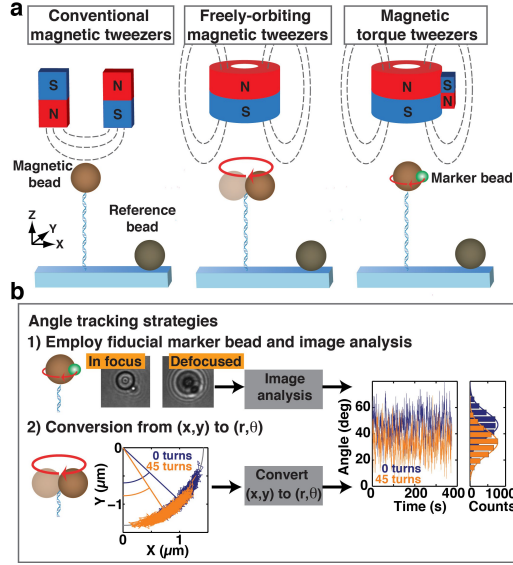 a
Conventional
magnetic tweezers
Freely-orbiting
magnetic tweezers
Magnetic
torque tweezers
S
N
N
S
N
S
N
S
S
N
Magnetic
bead
Marker bead
Reference
bead
Z
Y
X
b
Angle tracking strategies
1) Employ fiducial marker bead and image analysis
In focus
Defocused
Image
analysis
2) Conversion from (x,y) to (r,θ)
0 turns
45 turns
0
−1
Y (μm)
0
1
X (μm)
Convert
(x,y) to (r,θ)
Angle (deg)
60
40
20
0
0 turns
45 turns
0 200 400
Time (s)
0 1000
Counts